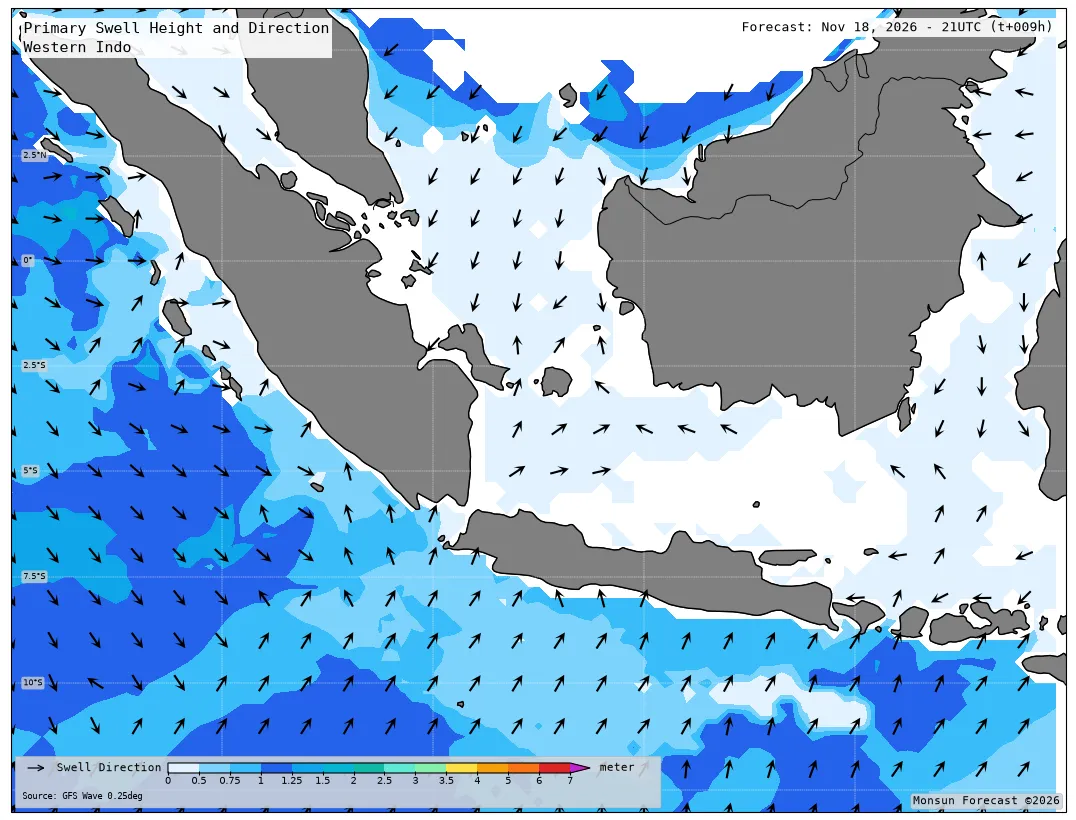 Primary Swell Height and Direction
Western Indo
Forecast: Nov 18, 2026 - 21UTC (t+009h)
2.5°N
0°
2.5°S
5°S
7.5°S
10°S
Swell Direction
0 0.5 0.75 1 1.25 1.5 2 2.5 3 3.5 4 5 6 7
meter
Source: GFS Wave 0.25deg
Monsun Forecast ©2026